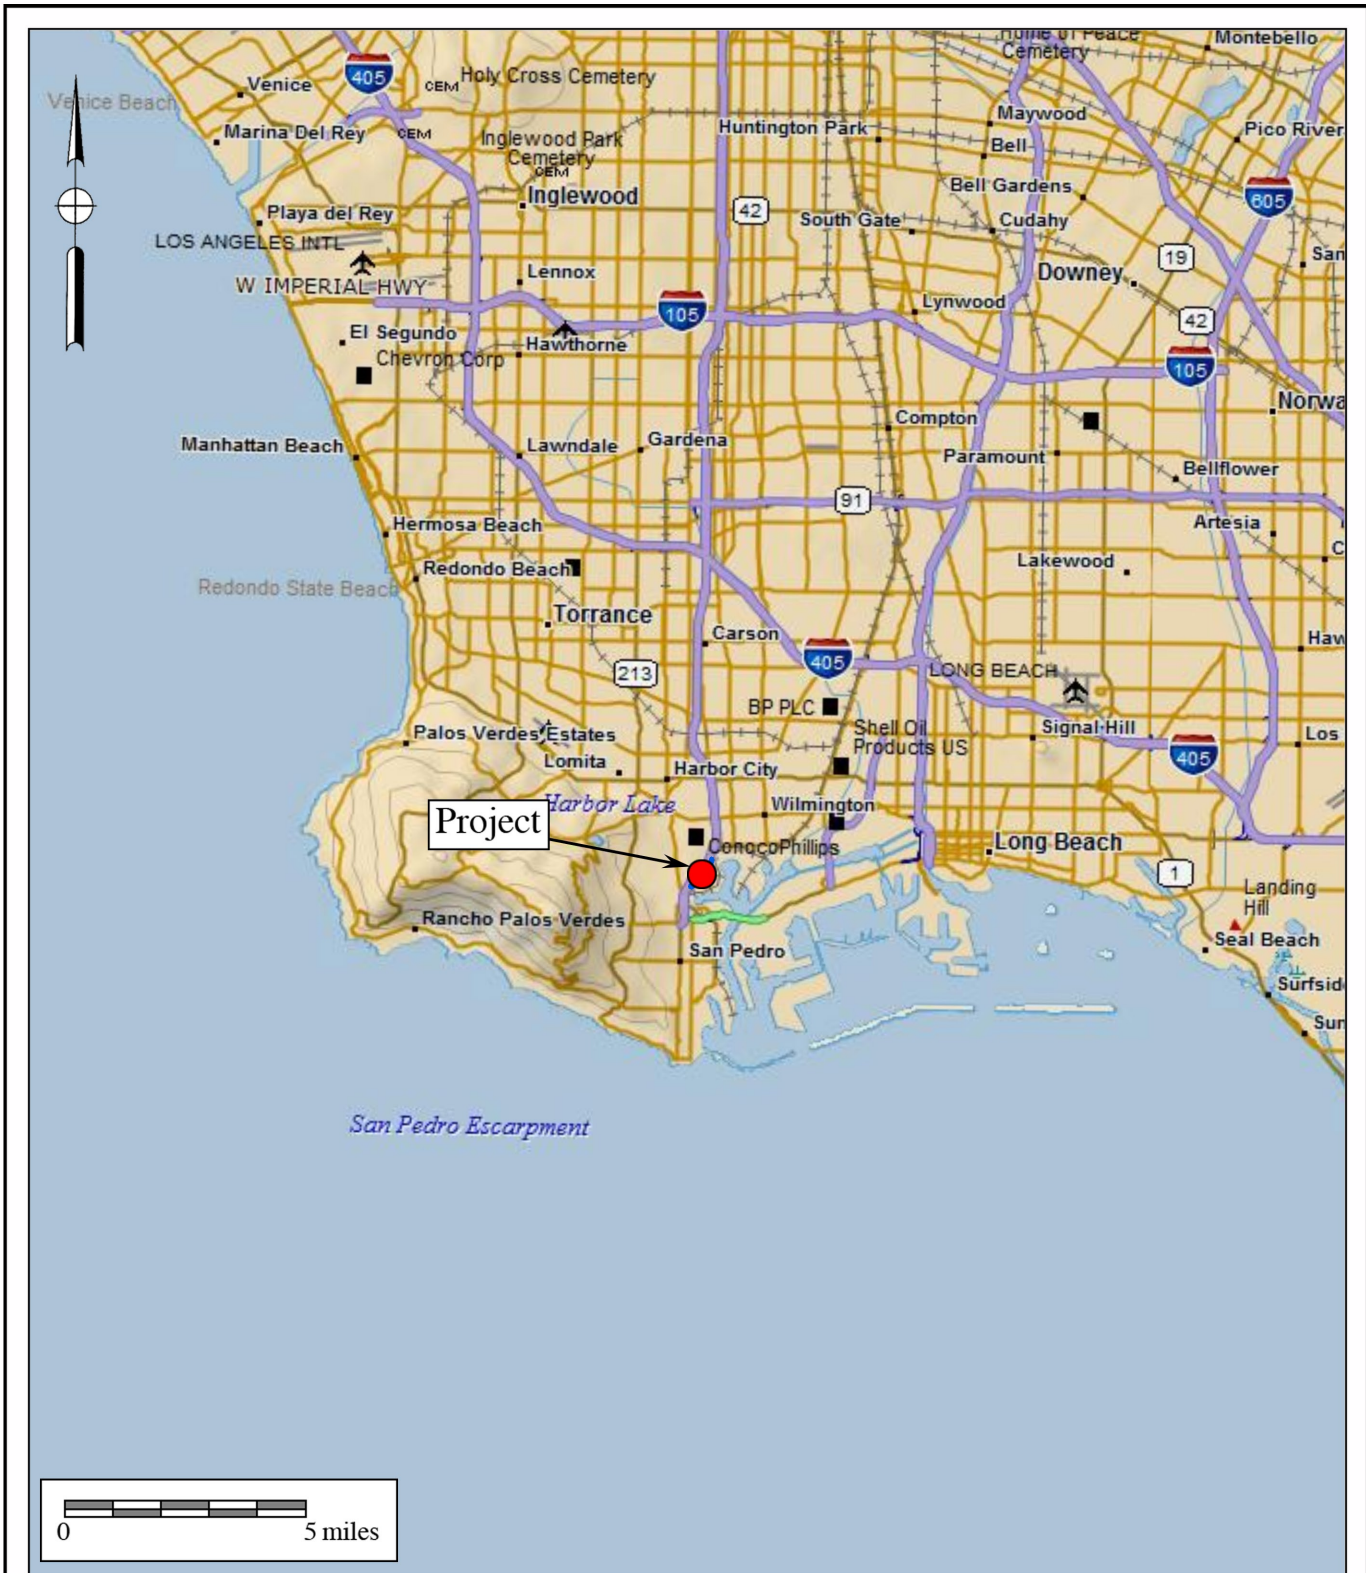 Home of Peace
Cemetery
Montebello
405
CEM
Holy Cross Cemetery
Venice
Venice Beach
Marina Del Rey
CEM
Inglewood Park
Cemetery
CEM
Huntington Park
Maywood
Pico River
Bell
Bell Gardens
Inglewood
42
605
Playa del Rey
South Gate
Cudahy
LOS ANGELES INTL
19
San
W IMPERIAL HWY
Lennox
Downey
105
Lynwood
42
El Segundo
Hawthorne
Chevron Corp
105
Norwa
Compton
Manhattan Beach
Lawndale
Gardena
Paramount
Bellflower
91
Hermosa Beach
Artesia
C
Redondo Beach
Lakewood
Redondo State Beach
Torrance
Carson
Haw
405
213
LONG BEACH
BP PLC
Shell Oil
Products US
Signal Hill
Palos Verdes Estates
Los
405
Lomita
Harbor City
Harbor Lake
Wilmington
Project
ConocoPhillips
Long Beach
1
Landing
Hill
Rancho Palos Verdes
San Pedro
Seal Beach
Surfsid
Sun
San Pedro Escarpment
0
5 miles